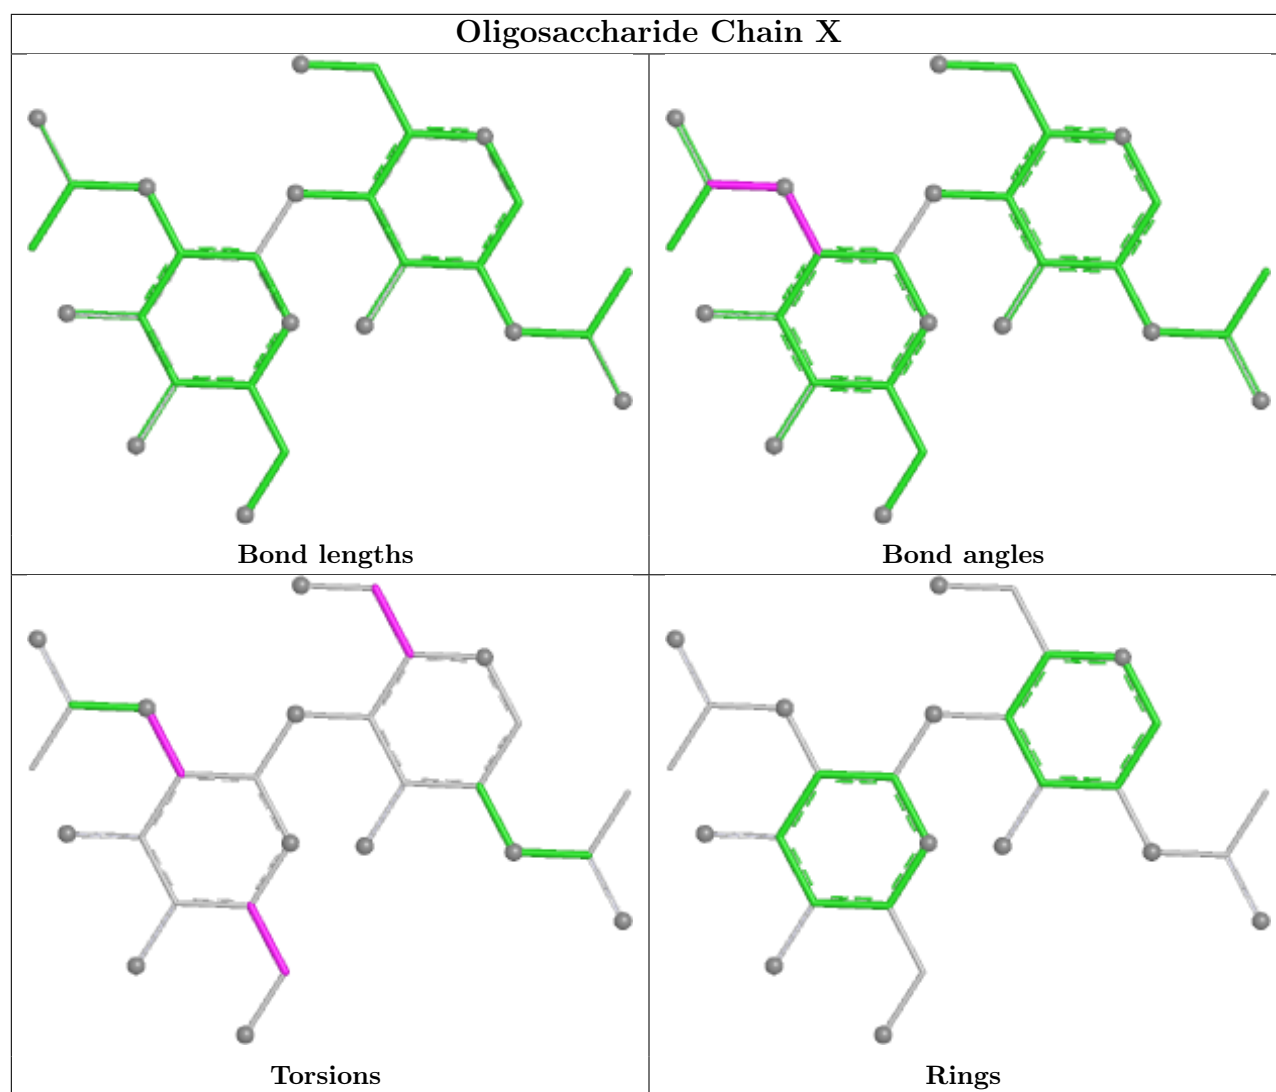 Oligosaccharide Chain X
Bond lengths
Bond angles
Torsions
Rings